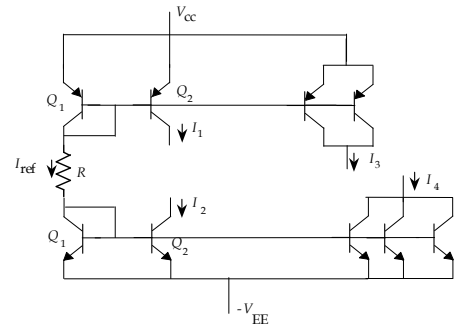 V_cc
Q_1
Q_2
I_1
I_3
I_ref
R
I_2
I_4
Q_1
Q_2
-V_EE